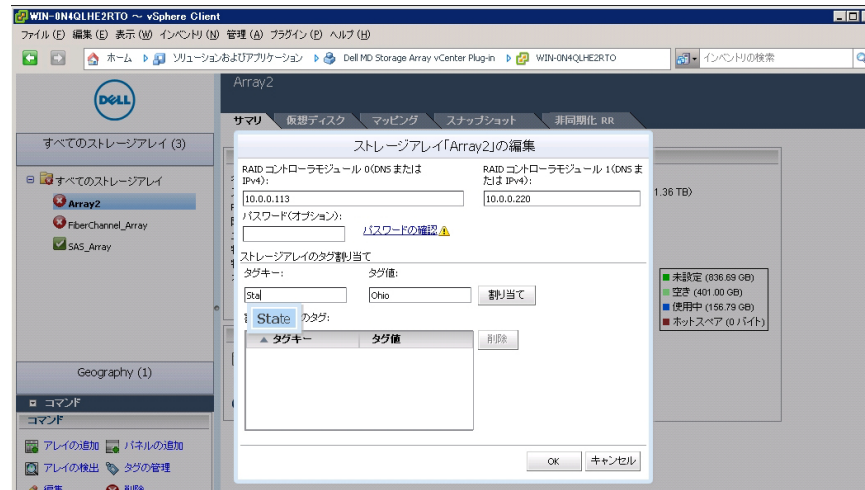 WIN-0N4QLHE2RTO ～ vSphere Client
ファイル(F) 編集(E) 表示(W) インベントリ(N) 管理(A) プラグイン(P) ヘルプ(H)
ホーム ソリューションおよびアプリケーション Dell MD Storage Array vCenter Plug-in WIN-0N4QLHE2RTO インベントリの検索
DELL
Array2
サマリ 仮想ディスク マッピング スナップショット 非同期化 RR
すべてのストレージアレイ (3)
すべてのストレージアレイ
Array2
FiberChannel_Array
SAS_Array
ストレージアレイ「Array2」の編集
RAID コントローラモジュール 0(DNS または
IPv4):
RAID コントローラモジュール 1(DNS ま
たは IPv4):
10.0.0.113
10.0.0.220
パスワード(オプション):
パスワードの確認
ストレージアレイのタグ割り当て
タグキー: タグ値:
Sta Ohio 割り当て
State
のタグ:
タグキー タグ値 削除
OK キャンセル
1.36 TB)
未設定 (836.69 GB)
空き (401.00 GB)
使用中 (156.79 GB)
ホットスペア (0 バイト)
Geography (1)
コマンド
コマンド
アレイの追加 パネルの追加
アレイの検出 タグの管理
編集 削除